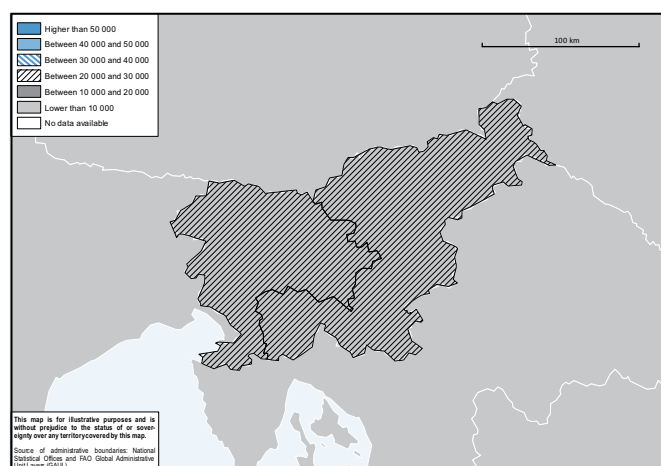 Higher than 50 000
Between 40 000 and 50 000
Between 30 000 and 40 000
Between 20 000 and 30 000
Between 10 000 and 20 000
Lower than 10 000
No data available
100 km
This map is for illustrative purposes and is
without prejudice to the status of or sover-
eignty over any territory covered by this map.
Source of administrative boundaries: National
Statistical Offices and FAO Global Administrative
Unit Layers (GAUL)